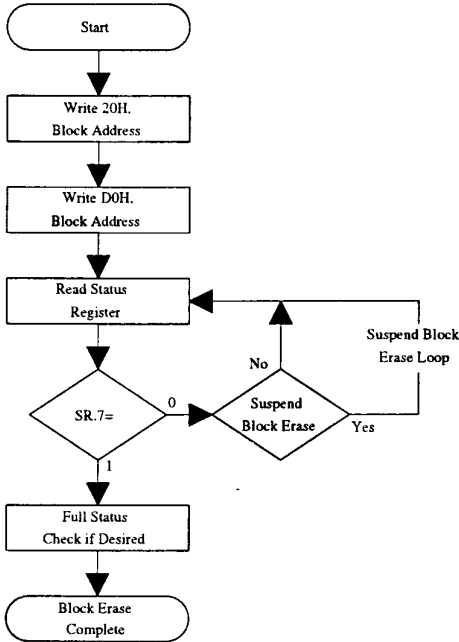 Start
Write 20H,
Block Address
Write D0H,
Block Address
Read Status
Register
Suspend Block
Erase Loop
No
SR.7=
0
Suspend
Block Erase
Yes
1
Full Status
Check if Desired
Block Erase
Complete